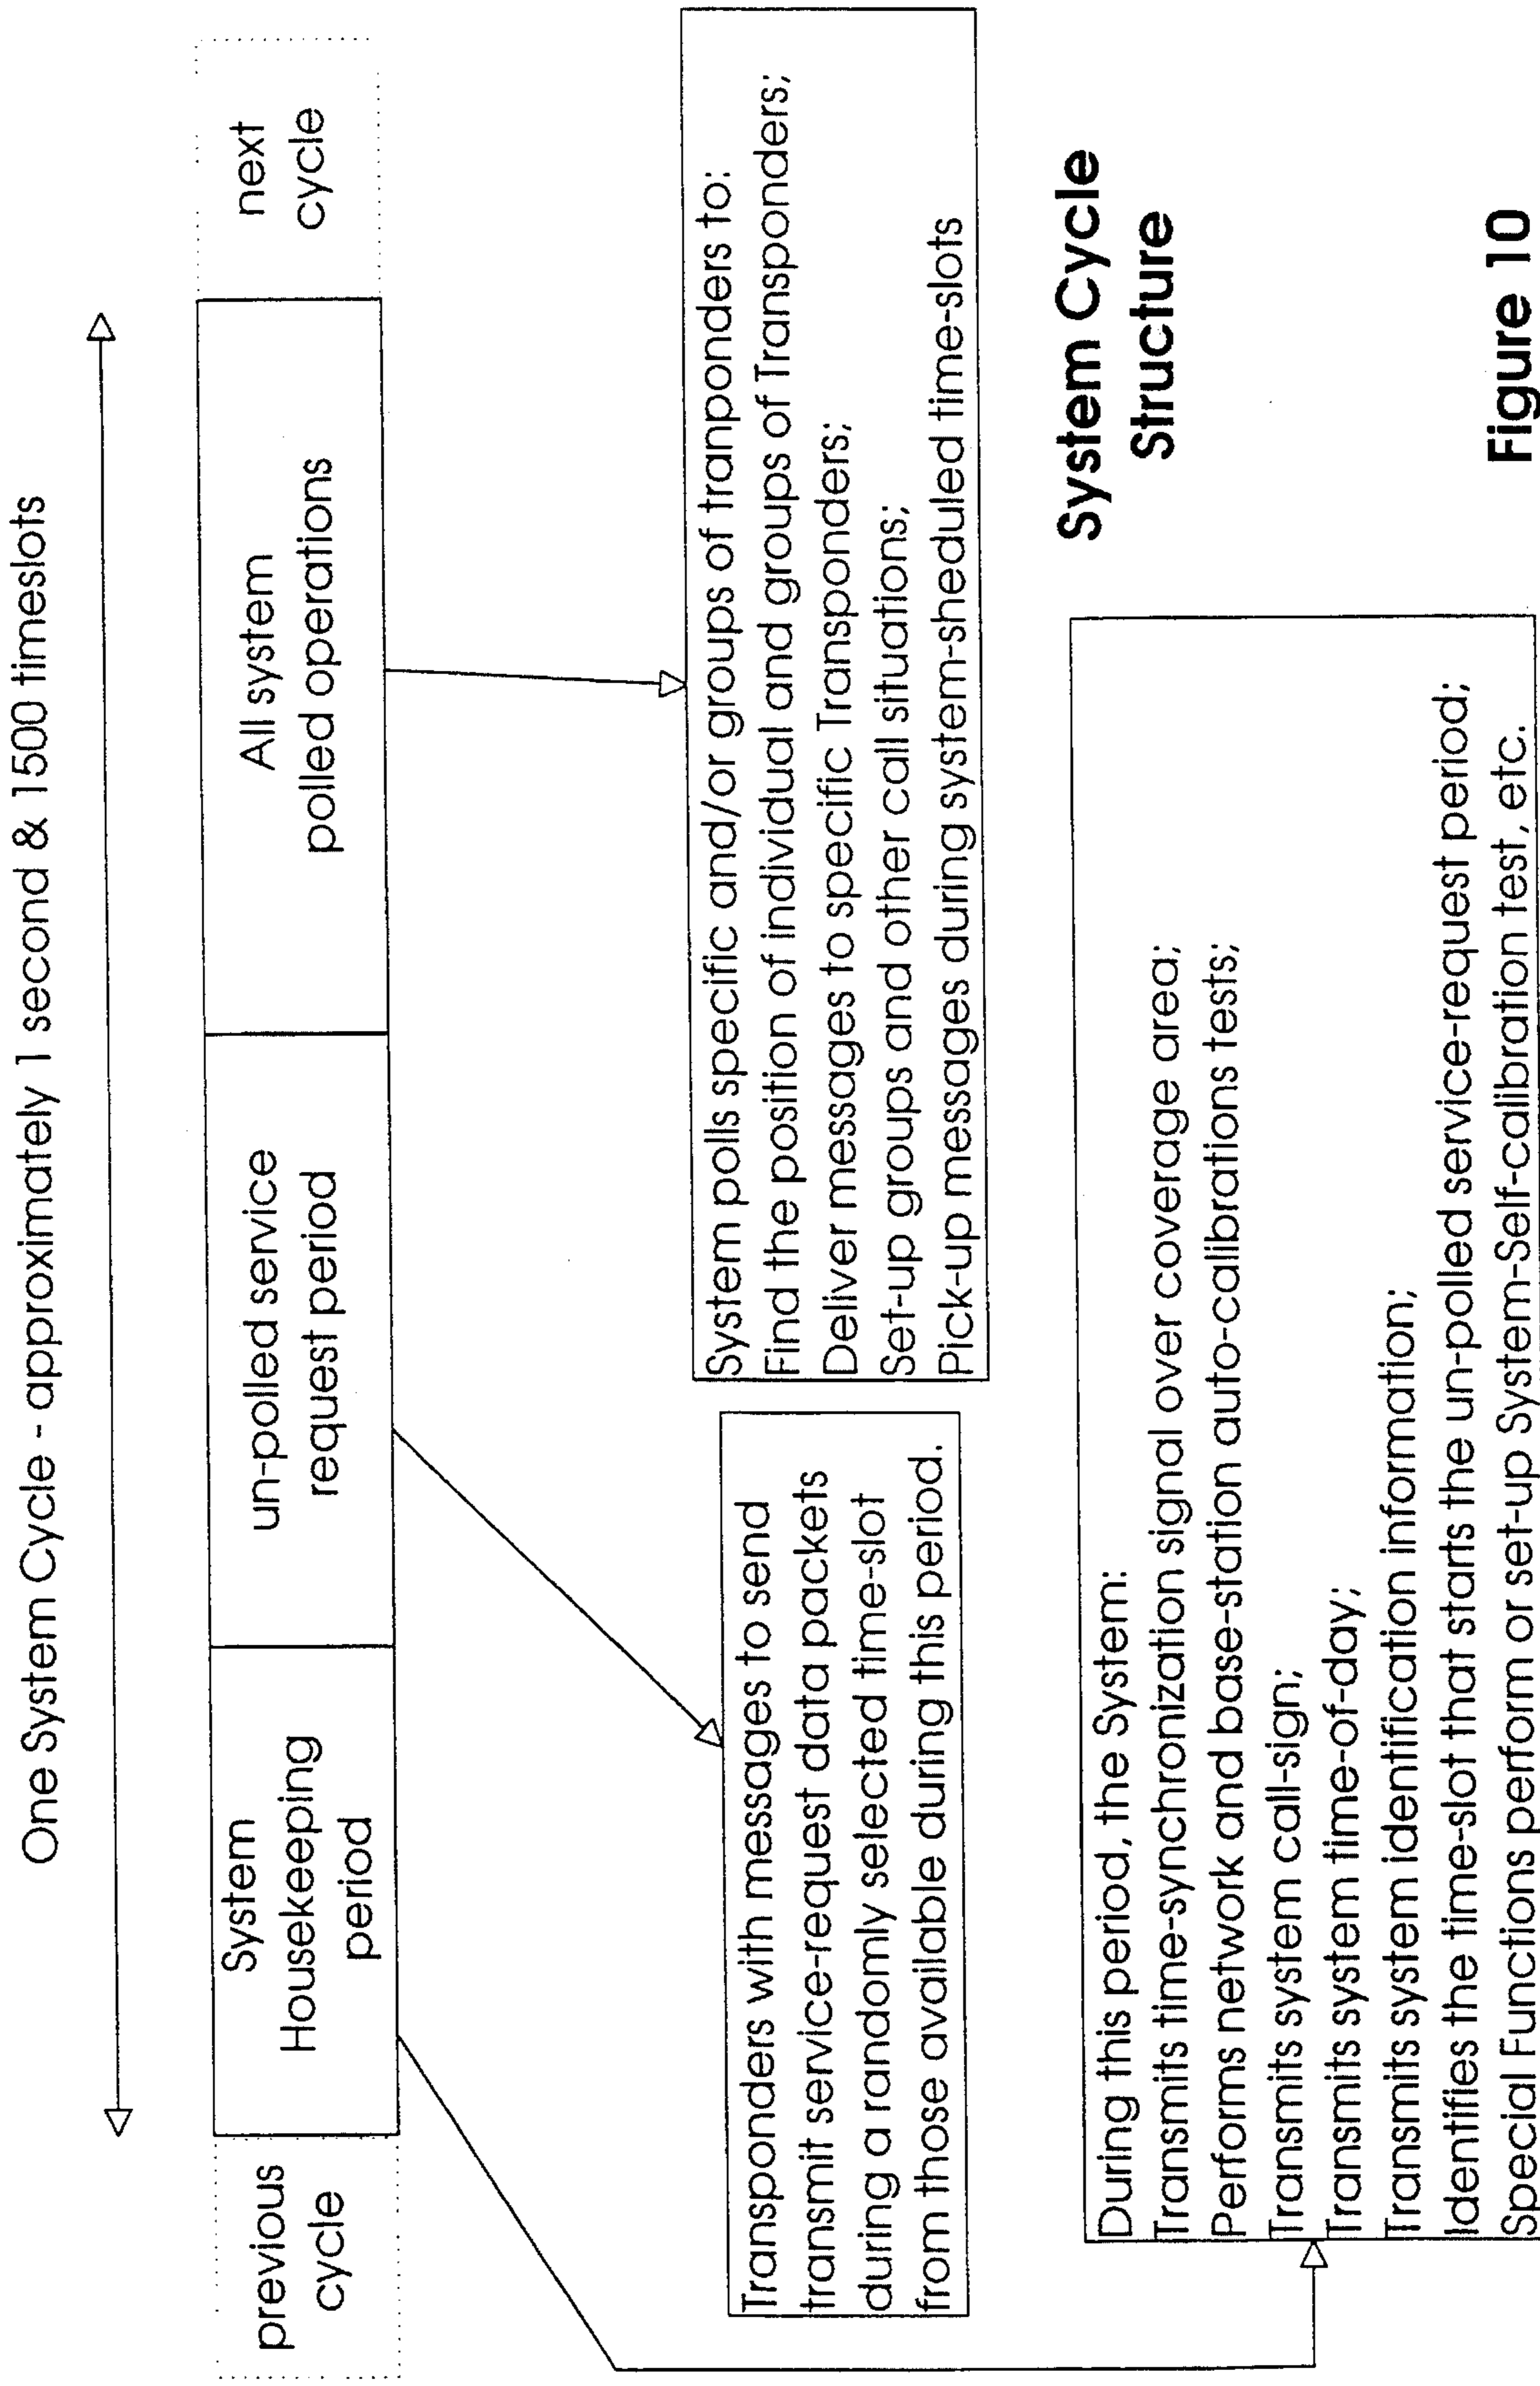 One System Cycle - approximately 1 second & 1500 timeslots
previous
cycle
System
Housekeeping
period
un-polled service
request period
All system
polled operations
next
cycle
Transponders with messages to send
transmit service-request data packets
during a randomly selected time-slot
from those available during this period.
System polls specific and/or groups of tranponders to:
Find the position of individual and groups of Transponders;
Deliver messages to specific Transponders;
Set-up groups and other call situations;
Pick-up messages during system-sheduled time-slots
During this period, the System:
Transmits time-synchronization signal over coverage area;
Performs network and base-station auto-calibrations tests;
Transmits system call-sign;
Transmits system time-of-day;
Transmits system identification information;
Identifies the time-slot that starts the un-polled service-request period;
Special Functions perform or set-up System-Self-calibration test, etc.
System Cycle
Structure
Figure 10